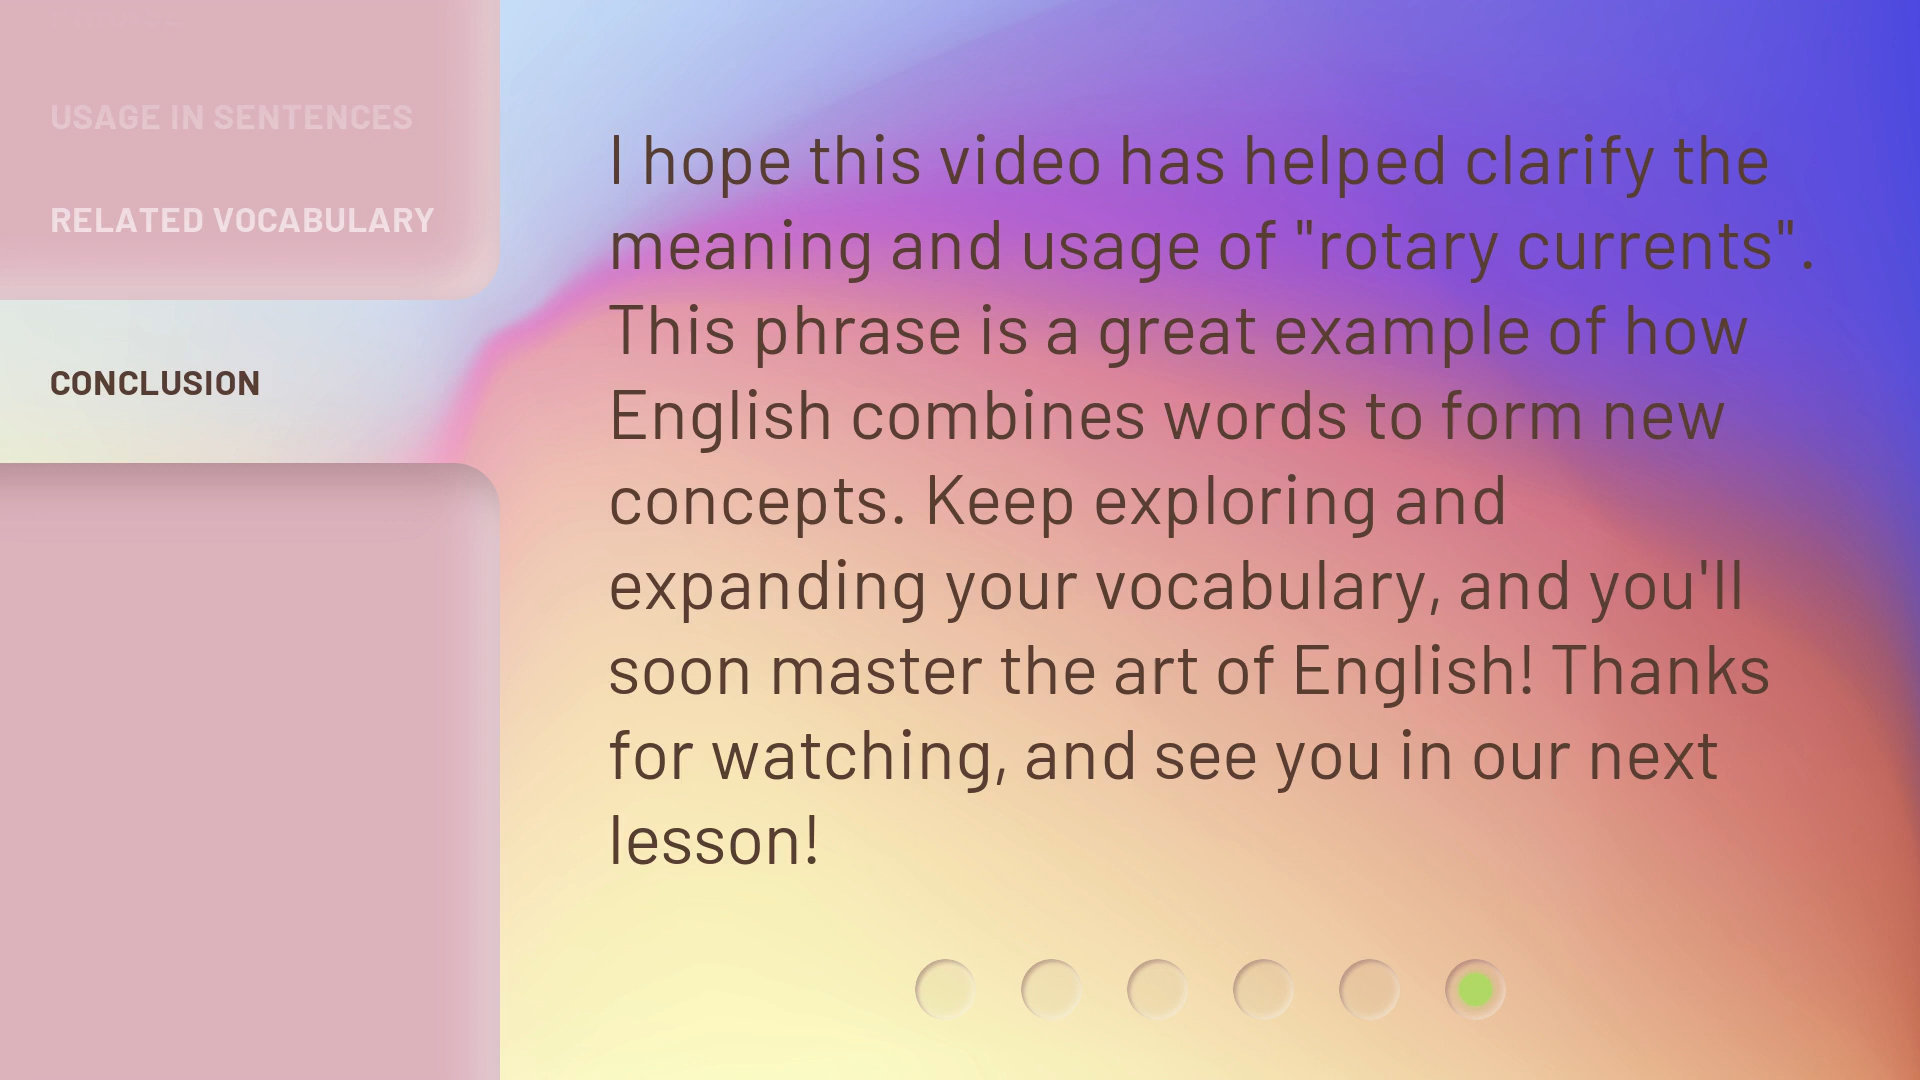 USAGE IN SENTENCES
RELATED VOCABULARY
CONCLUSION
I hope this video has helped clarify the
meaning and usage of "rotary currents".
This phrase is a great example of how
English combines words to form new
concepts. Keep exploring and
expanding your vocabulary, and you'll
soon master the art of English! Thanks
for watching, and see you in our next
lesson!